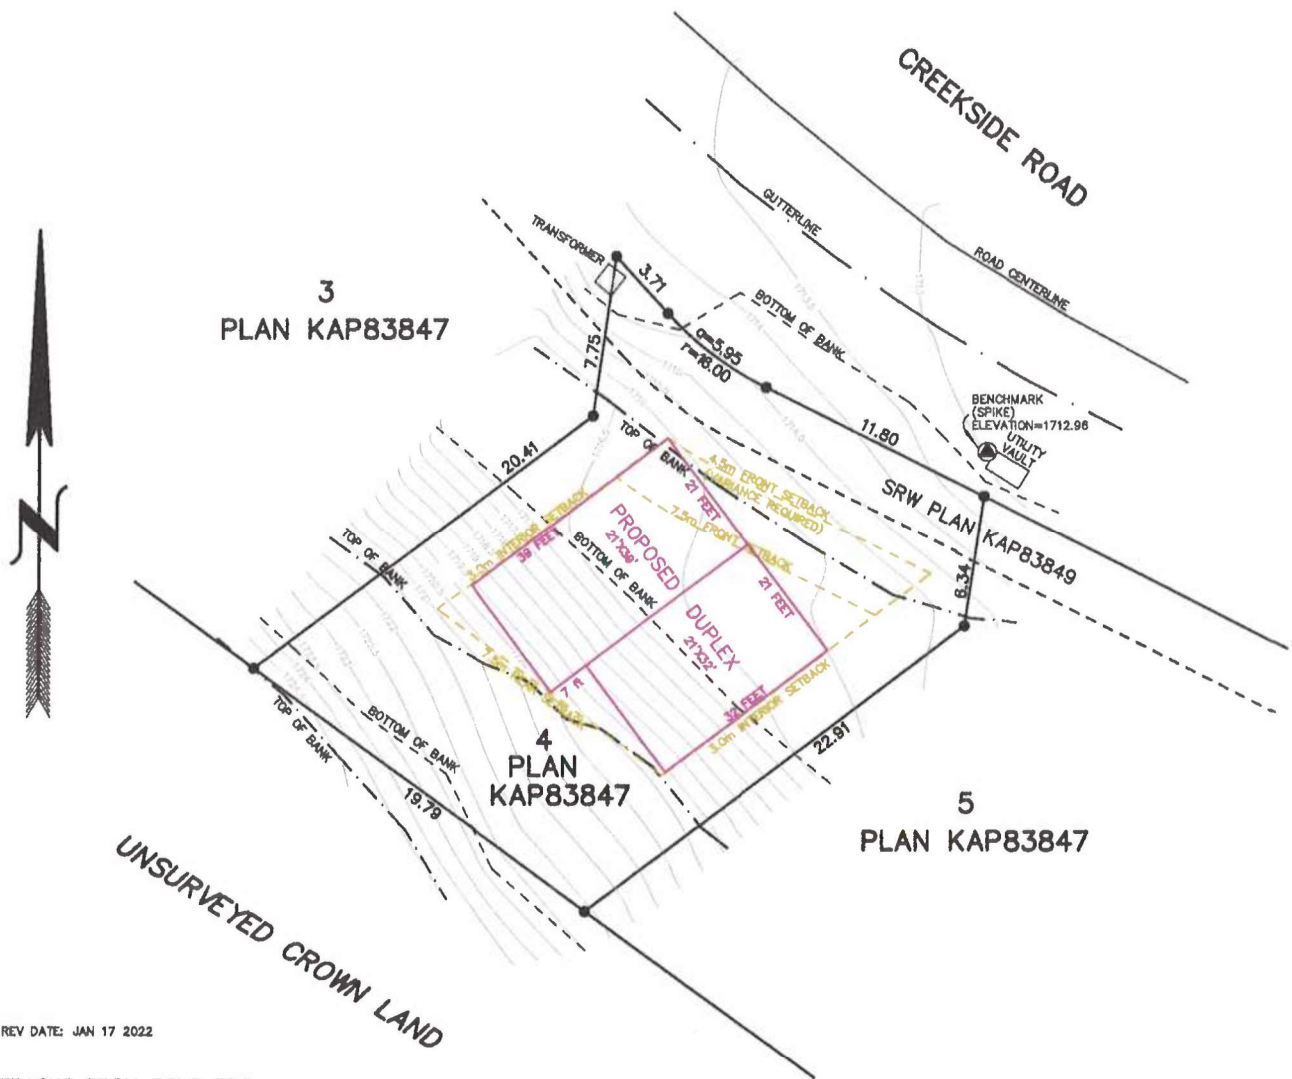 CREEKSIDE ROAD
GUTTERLINE
ROAD CENTERLINE
TRANSFORMER
3
PLAN KAP83847
3.71
BOTTOM OF BANK
a=5.95
r=18.00
7.75
BENCHMARK
(SPIKE)
ELEVATION=1712.96
UTILITY
VAULT
11.80
TOP OF BANK
4.5m FRONT SETBACK
(VARIANCE REQUIRED)
20.41
21 FEET
SRW PLAN KAP83849
7.5m FRONT SETBACK
3.0m INTERIOR SETBACK
39 FEET
PROPOSED DUPLEX
21'X39'
BOTTOM OF BANK
TOP OF BANK
21 FEET
6.34
21'X32'
7 ft
32 FEET
3.0m INTERIOR SETBACK
22.91
TOP OF BANK
BOTTOM OF BANK
4
PLAN
KAP83847
19.79
5
PLAN KAP83847
UNSURVEYED CROWN LAND
N
REV DATE: JAN 17 2022